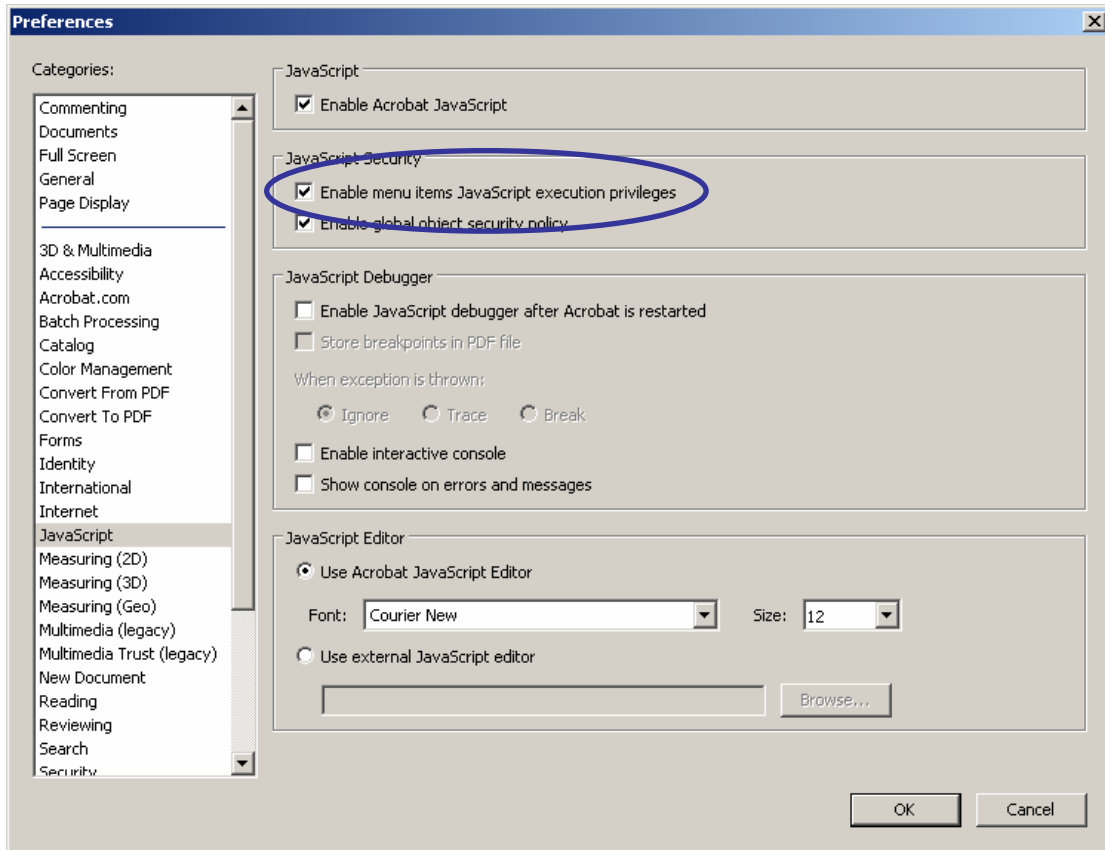 Preferences
Categories:
Commenting
Documents
Full Screen
General
Page Display
3D & Multimedia
Accessibility
Acrobat.com
Batch Processing
Catalog
Color Management
Convert From PDF
Convert To PDF
Forms
Identity
International
Internet
JavaScript
Measuring (2D)
Measuring (3D)
Measuring (Geo)
Multimedia (legacy)
Multimedia Trust (legacy)
New Document
Reading
Reviewing
Search
Security
JavaScript
Enable Acrobat JavaScript
JavaScript Security
Enable menu items JavaScript execution privileges
Enable global object security policy
JavaScript Debugger
Enable JavaScript debugger after Acrobat is restarted
Store breakpoints in PDF file
When exception is thrown:
Ignore Trace Break
Enable interactive console
Show console on errors and messages
JavaScript Editor
Use Acrobat JavaScript Editor
Font: Courier New Size: 12
Use external JavaScript editor
Browse...
OK Cancel